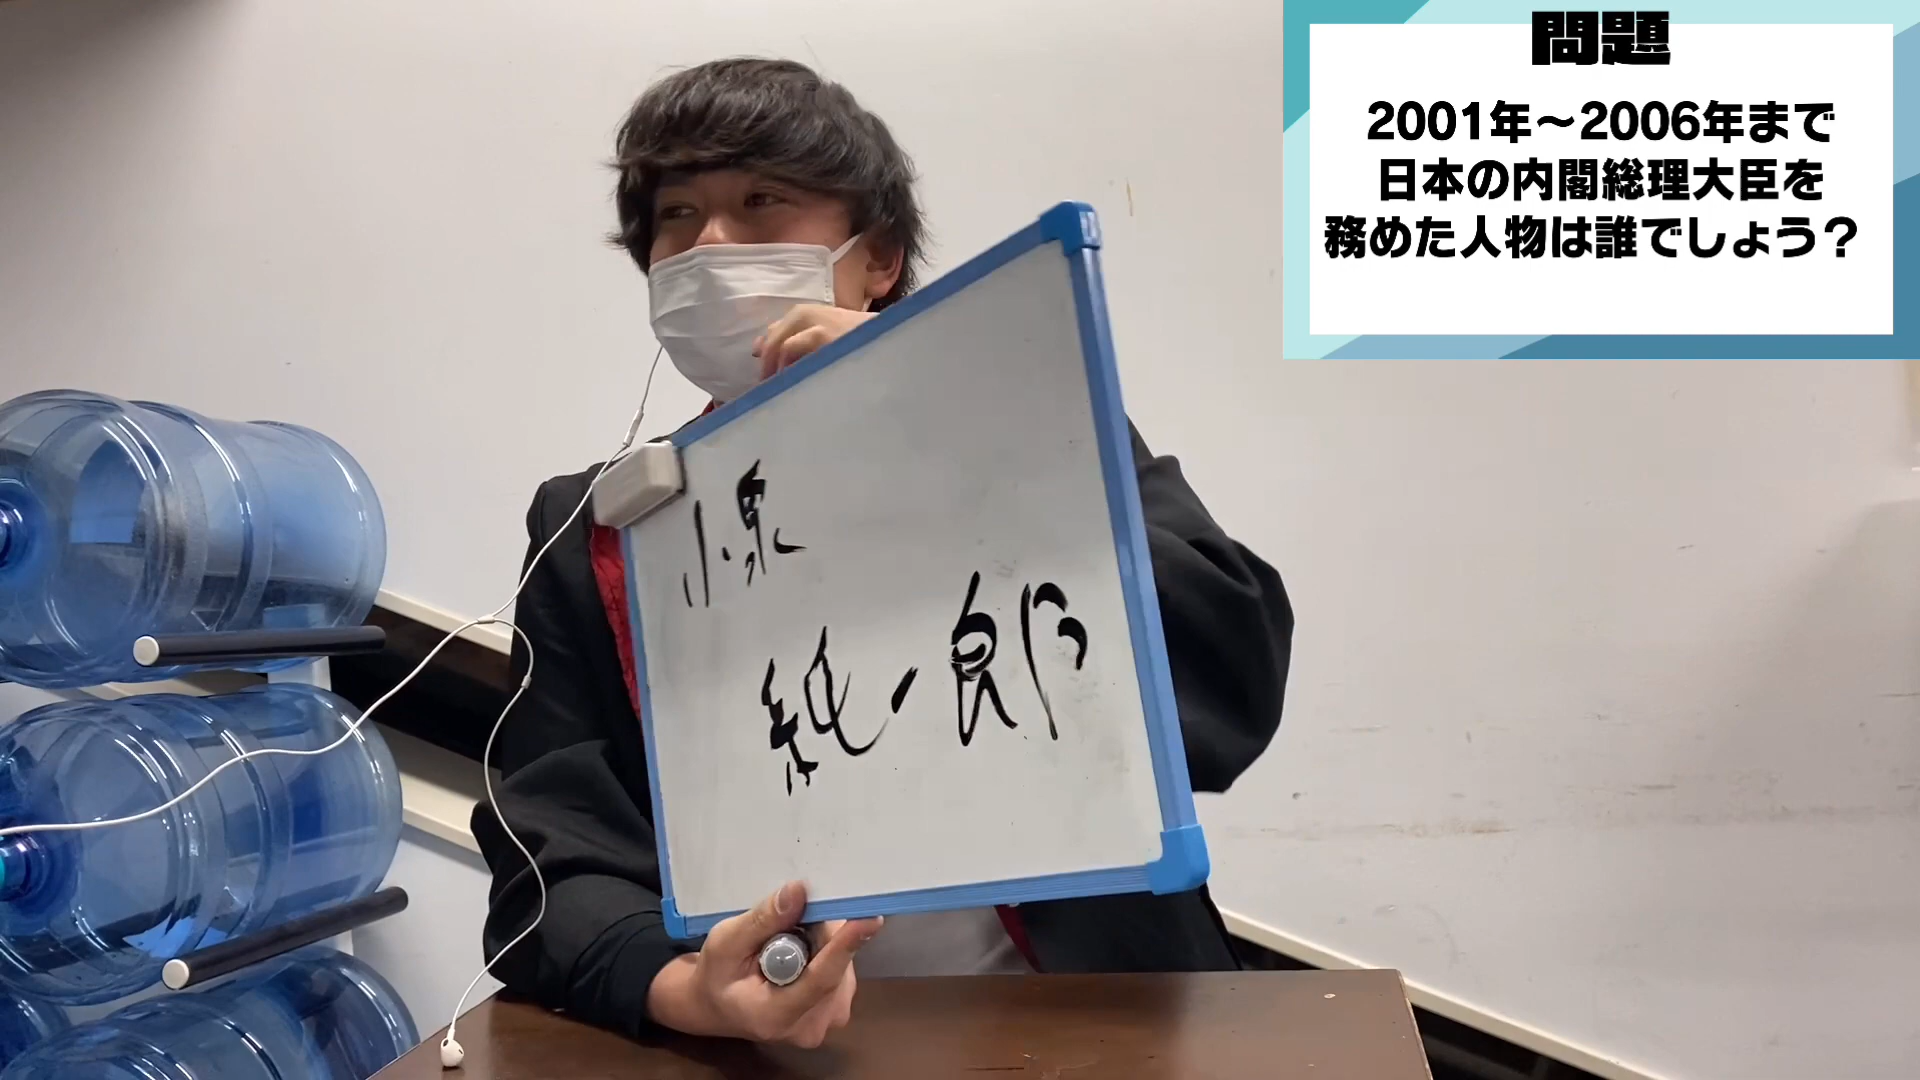 問題
2001年～2006年まで
日本の内閣総理大臣を
務めた人物は誰でしょう？
小泉
純一郎